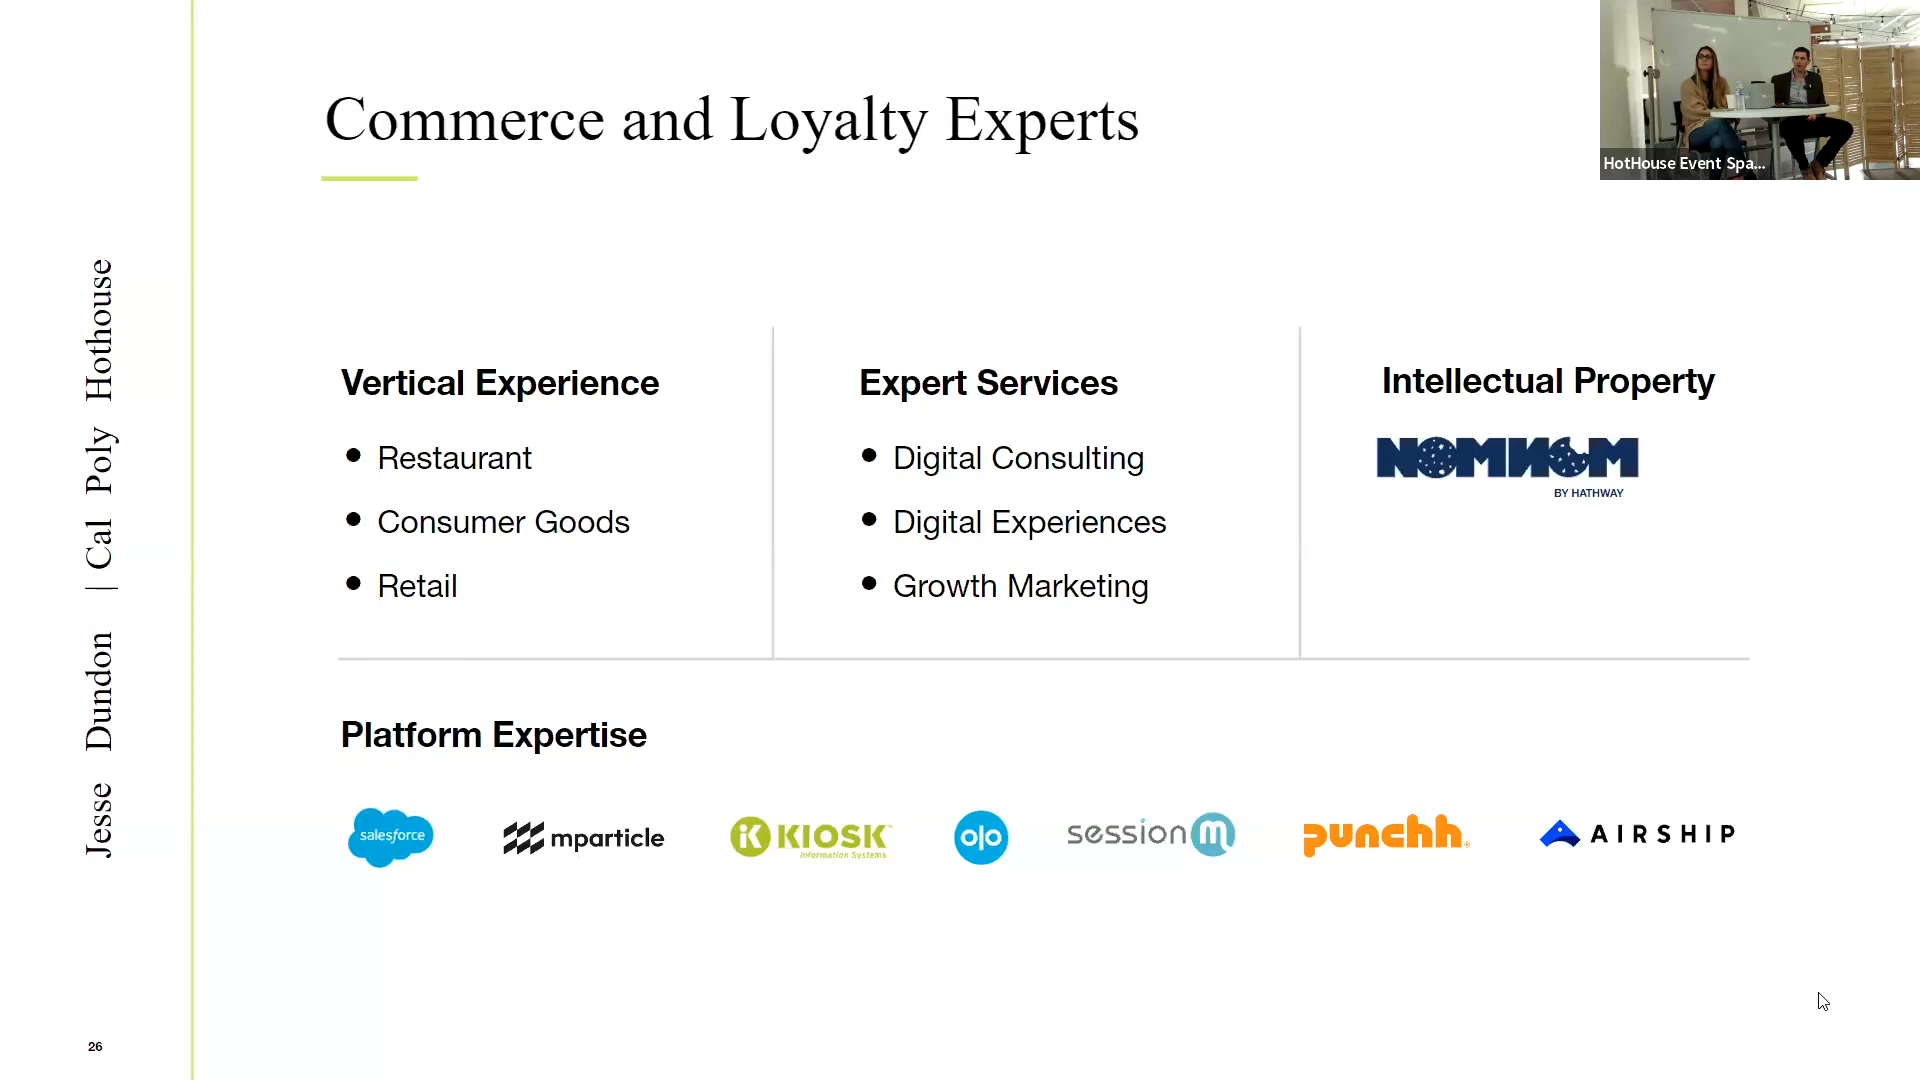 Commerce and Loyalty Experts
HotHouse Event Spa...
Jesse Dundon | Cal Poly Hothouse
Vertical Experience
• Restaurant
• Consumer Goods
• Retail
Expert Services
• Digital Consulting
• Digital Experiences
• Growth Marketing
Intellectual Property
NOMNOM
BY HATHWAY
Platform Expertise
salesforce
mparticle
iK KIOSK
Information Systems
olo
session m
punchh
AIRSHIP
26